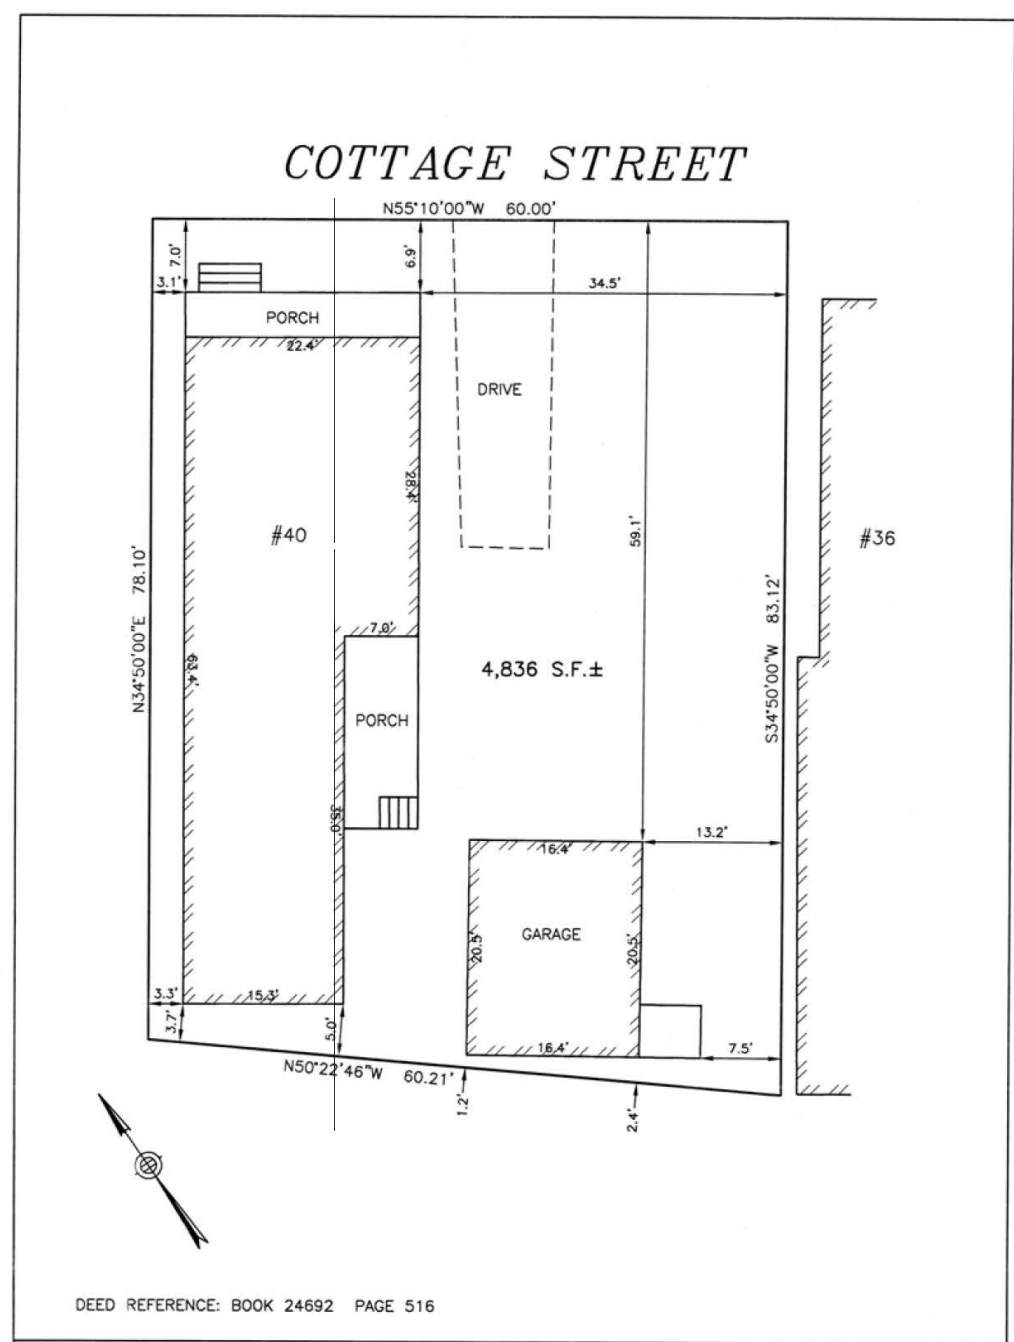 COTTAGE STREET
N55°10'00"W 60.00'
7.0'
6.9'
3.1'
34.5'
PORCH
22.4'
DRIVE
28.4'
#40
59.1'
#36
N34°50'00"E 78.10'
S34°50'00"W 83.12'
7.0'
63.4'
4,836 S.F.±
PORCH
35.0'
13.2'
16.4'
GARAGE
20.5'
20.5'
3.3'
15.3'
3.7'
5.0'
16.4'
7.5'
N50°22'46"W 60.21'
1.2'
2.4'
DEED REFERENCE: BOOK 24692 PAGE 516